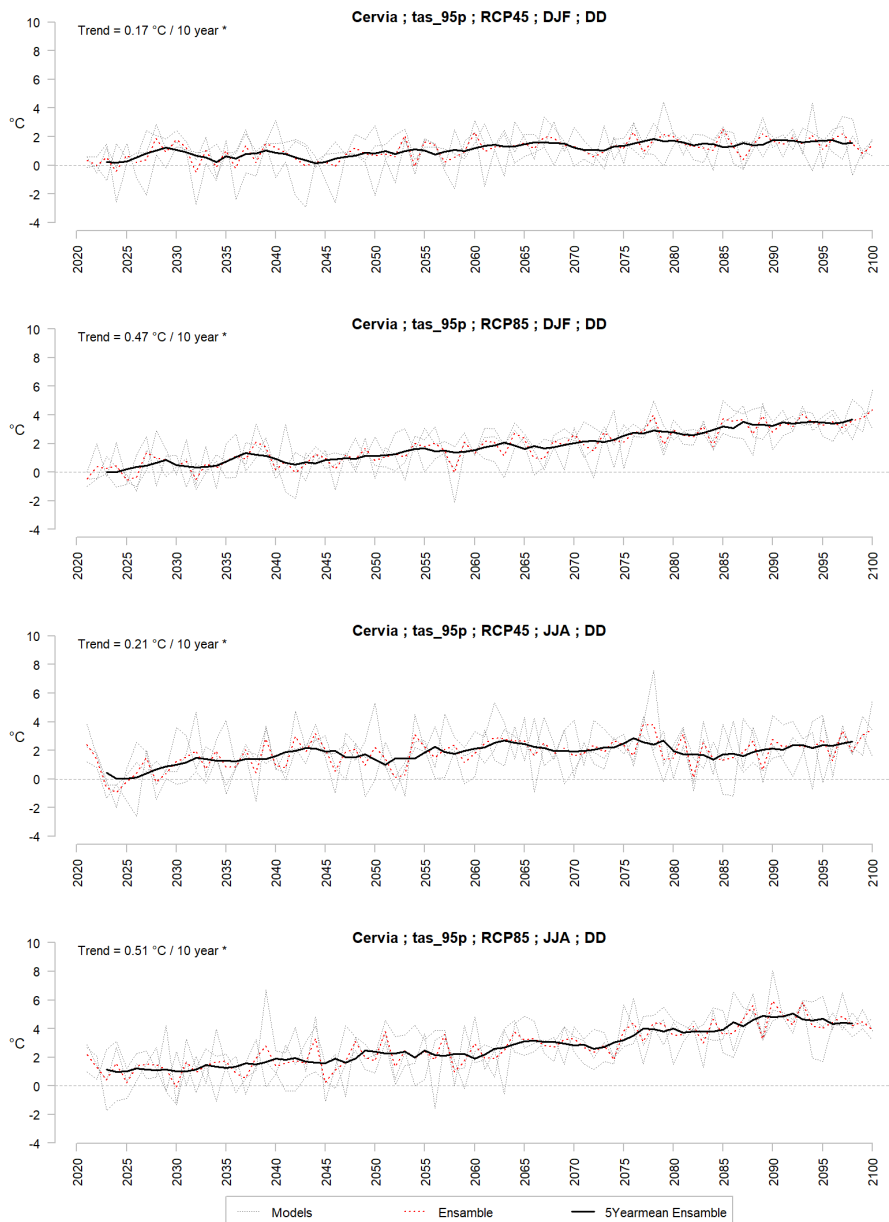 Cervia ; tas_95p ; RCP45 ; DJF ; DD
Trend = 0.17 °C / 10 year *
°C
10
8
6
4
2
0
-2
-4
2020 2025 2030 2035 2040 2045 2050 2055 2060 2065 2070 2075 2080 2085 2090 2095 2100
Cervia ; tas_95p ; RCP85 ; DJF ; DD
Trend = 0.47 °C / 10 year *
°C
10
8
6
4
2
0
-2
-4
2020 2025 2030 2035 2040 2045 2050 2055 2060 2065 2070 2075 2080 2085 2090 2095 2100
Cervia ; tas_95p ; RCP45 ; JJA ; DD
Trend = 0.21 °C / 10 year *
°C
10
8
6
4
2
0
-2
-4
2020 2025 2030 2035 2040 2045 2050 2055 2060 2065 2070 2075 2080 2085 2090 2095 2100
Cervia ; tas_95p ; RCP85 ; JJA ; DD
Trend = 0.51 °C / 10 year *
°C
10
8
6
4
2
0
-2
-4
2020 2025 2030 2035 2040 2045 2050 2055 2060 2065 2070 2075 2080 2085 2090 2095 2100
Models Ensamble 5Yearmean Ensamble